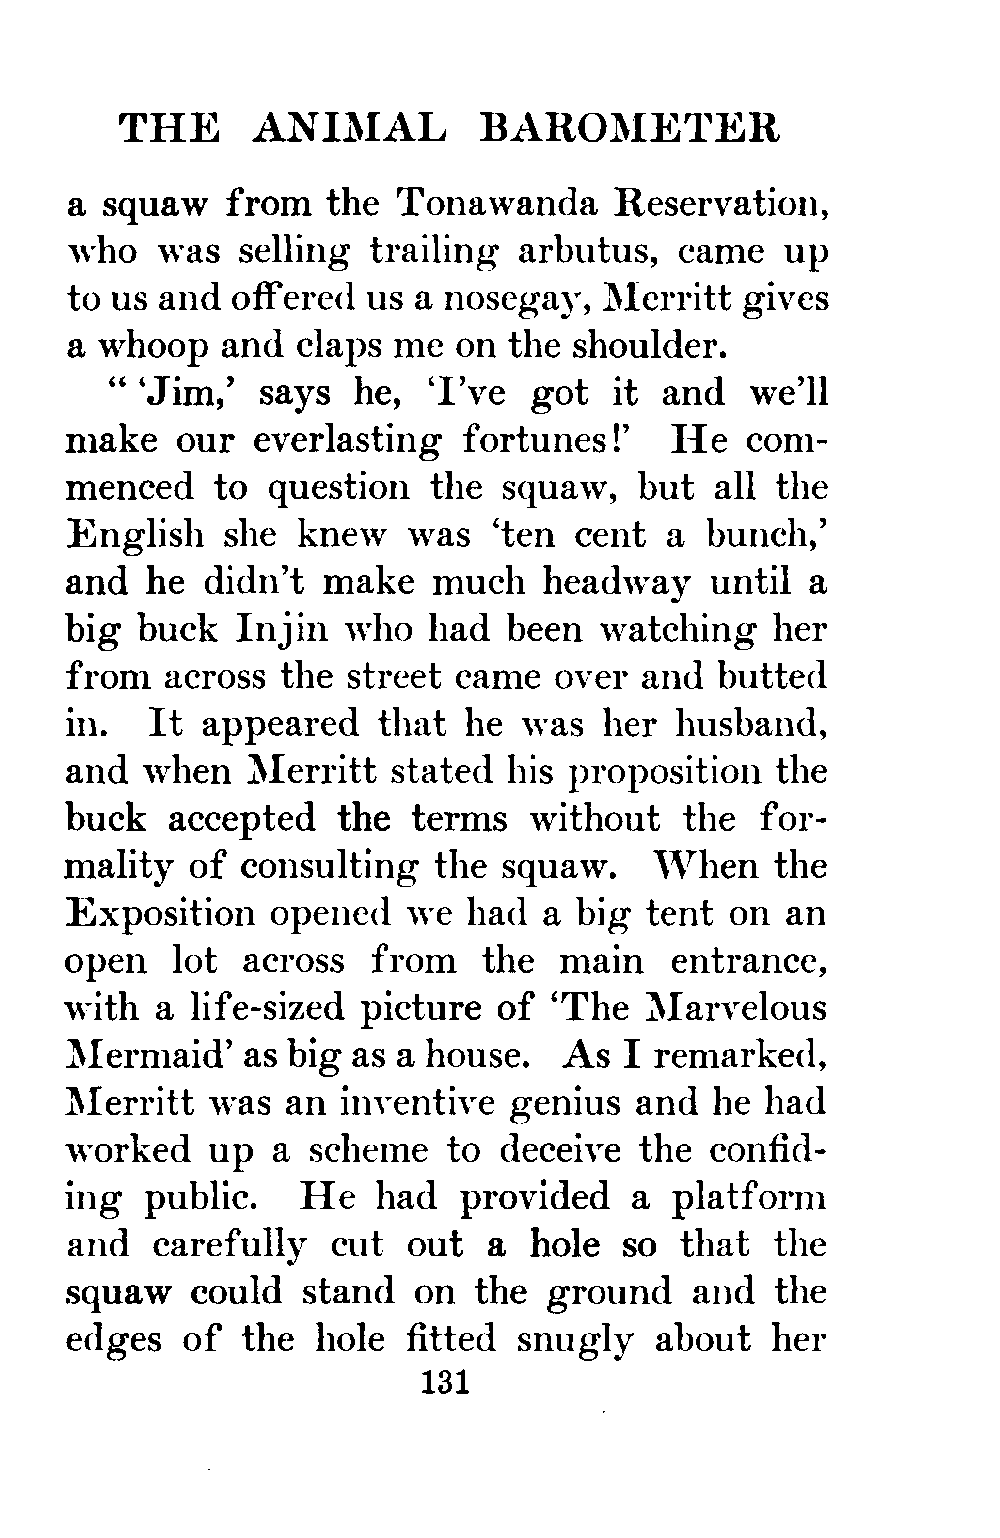 THE ANIMAL BAROMETER
a squaw from the Tonawanda Reservation,
who was selling trailing arbutus, came up
to us and offered us a nosegay, Merritt gives
a whoop and claps me on the shoulder.
“ ‘Jim,’ says he, ‘I’ve got it and we’ll
make our everlasting fortunes!’ He com-
menced to question the squaw, but all the
English she knew was ‘ten cent a bunch,’
and he didn’t make much headway until a
big buck Injin who had been watching her
from across the street came over and butted
in. It appeared that he was her husband,
and when Merritt stated his proposition the
buck accepted the terms without the for-
mality of consulting the squaw. When the
Exposition opened we had a big tent on an
open lot across from the main entrance,
with a life-sized picture of ‘The Marvelous
Mermaid’ as big as a house. As I remarked,
Merritt was an inventive genius and he had
worked up a scheme to deceive the confid-
ing public. He had provided a platform
and carefully cut out a hole so that the
squaw could stand on the ground and the
edges of the hole fitted snugly about her
131